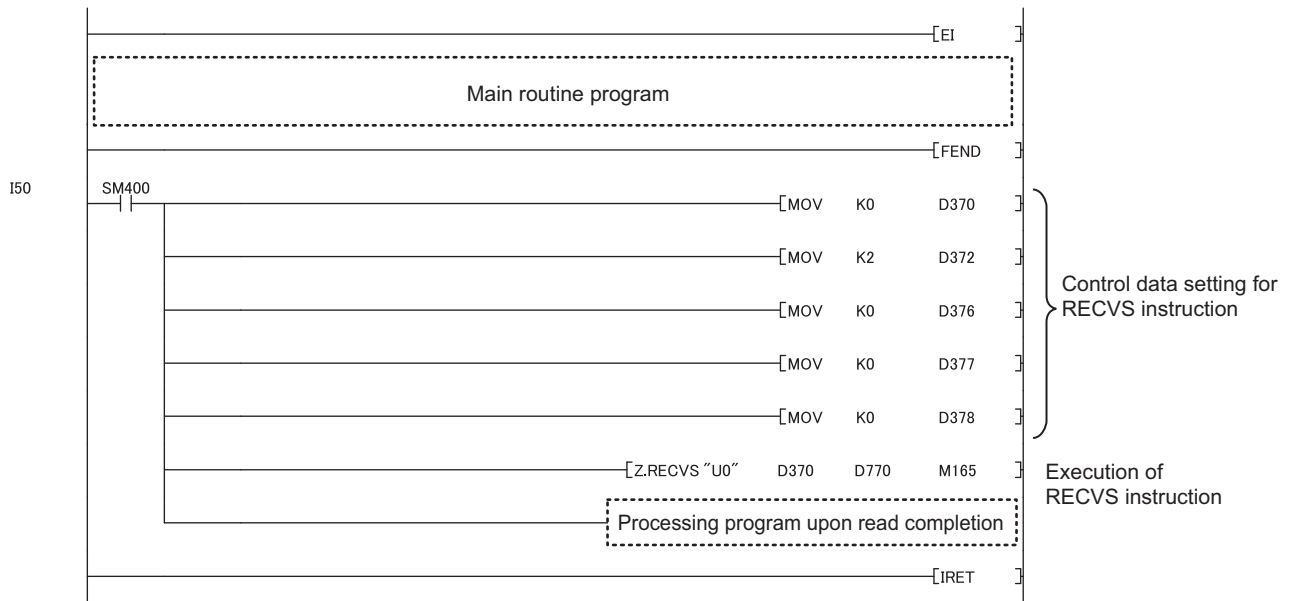 [EI ]
Main routine program
[FEND ]
I50 SM400
[MOV K0 D370 ]
[MOV K2 D372 ]
[MOV K0 D376 ]
[MOV K0 D377 ]
[MOV K0 D378 ]
Control data setting for
RECVS instruction
[Z.RECVS "U0" D370 D770 M165 ]
Execution of
RECVS instruction
Processing program upon read completion
[IRET ]